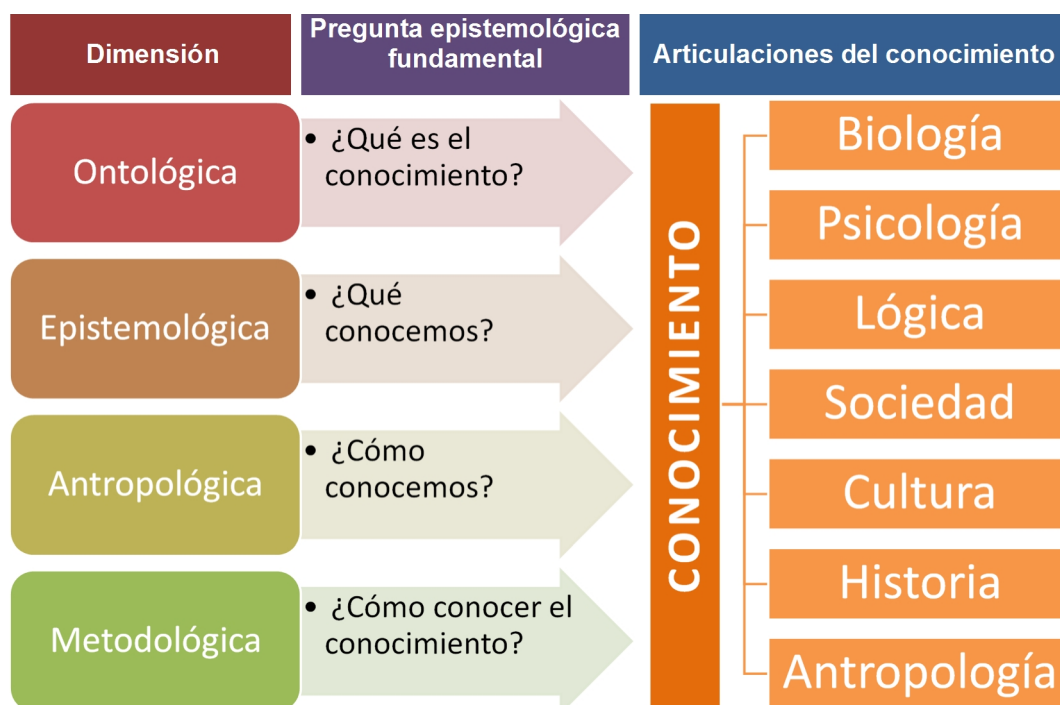 Dimensión
Pregunta epistemológica
fundamental
Articulaciones del conocimiento
Ontológica
• ¿Qué es el
conocimiento?
Epistemológica
• ¿Qué
conocemos?
Antropológica
• ¿Cómo
conocemos?
Metodológica
• ¿Cómo conocer el
conocimiento?
CONOCIMIENTO
Biología
Psicología
Lógica
Sociedad
Cultura
Historia
Antropología